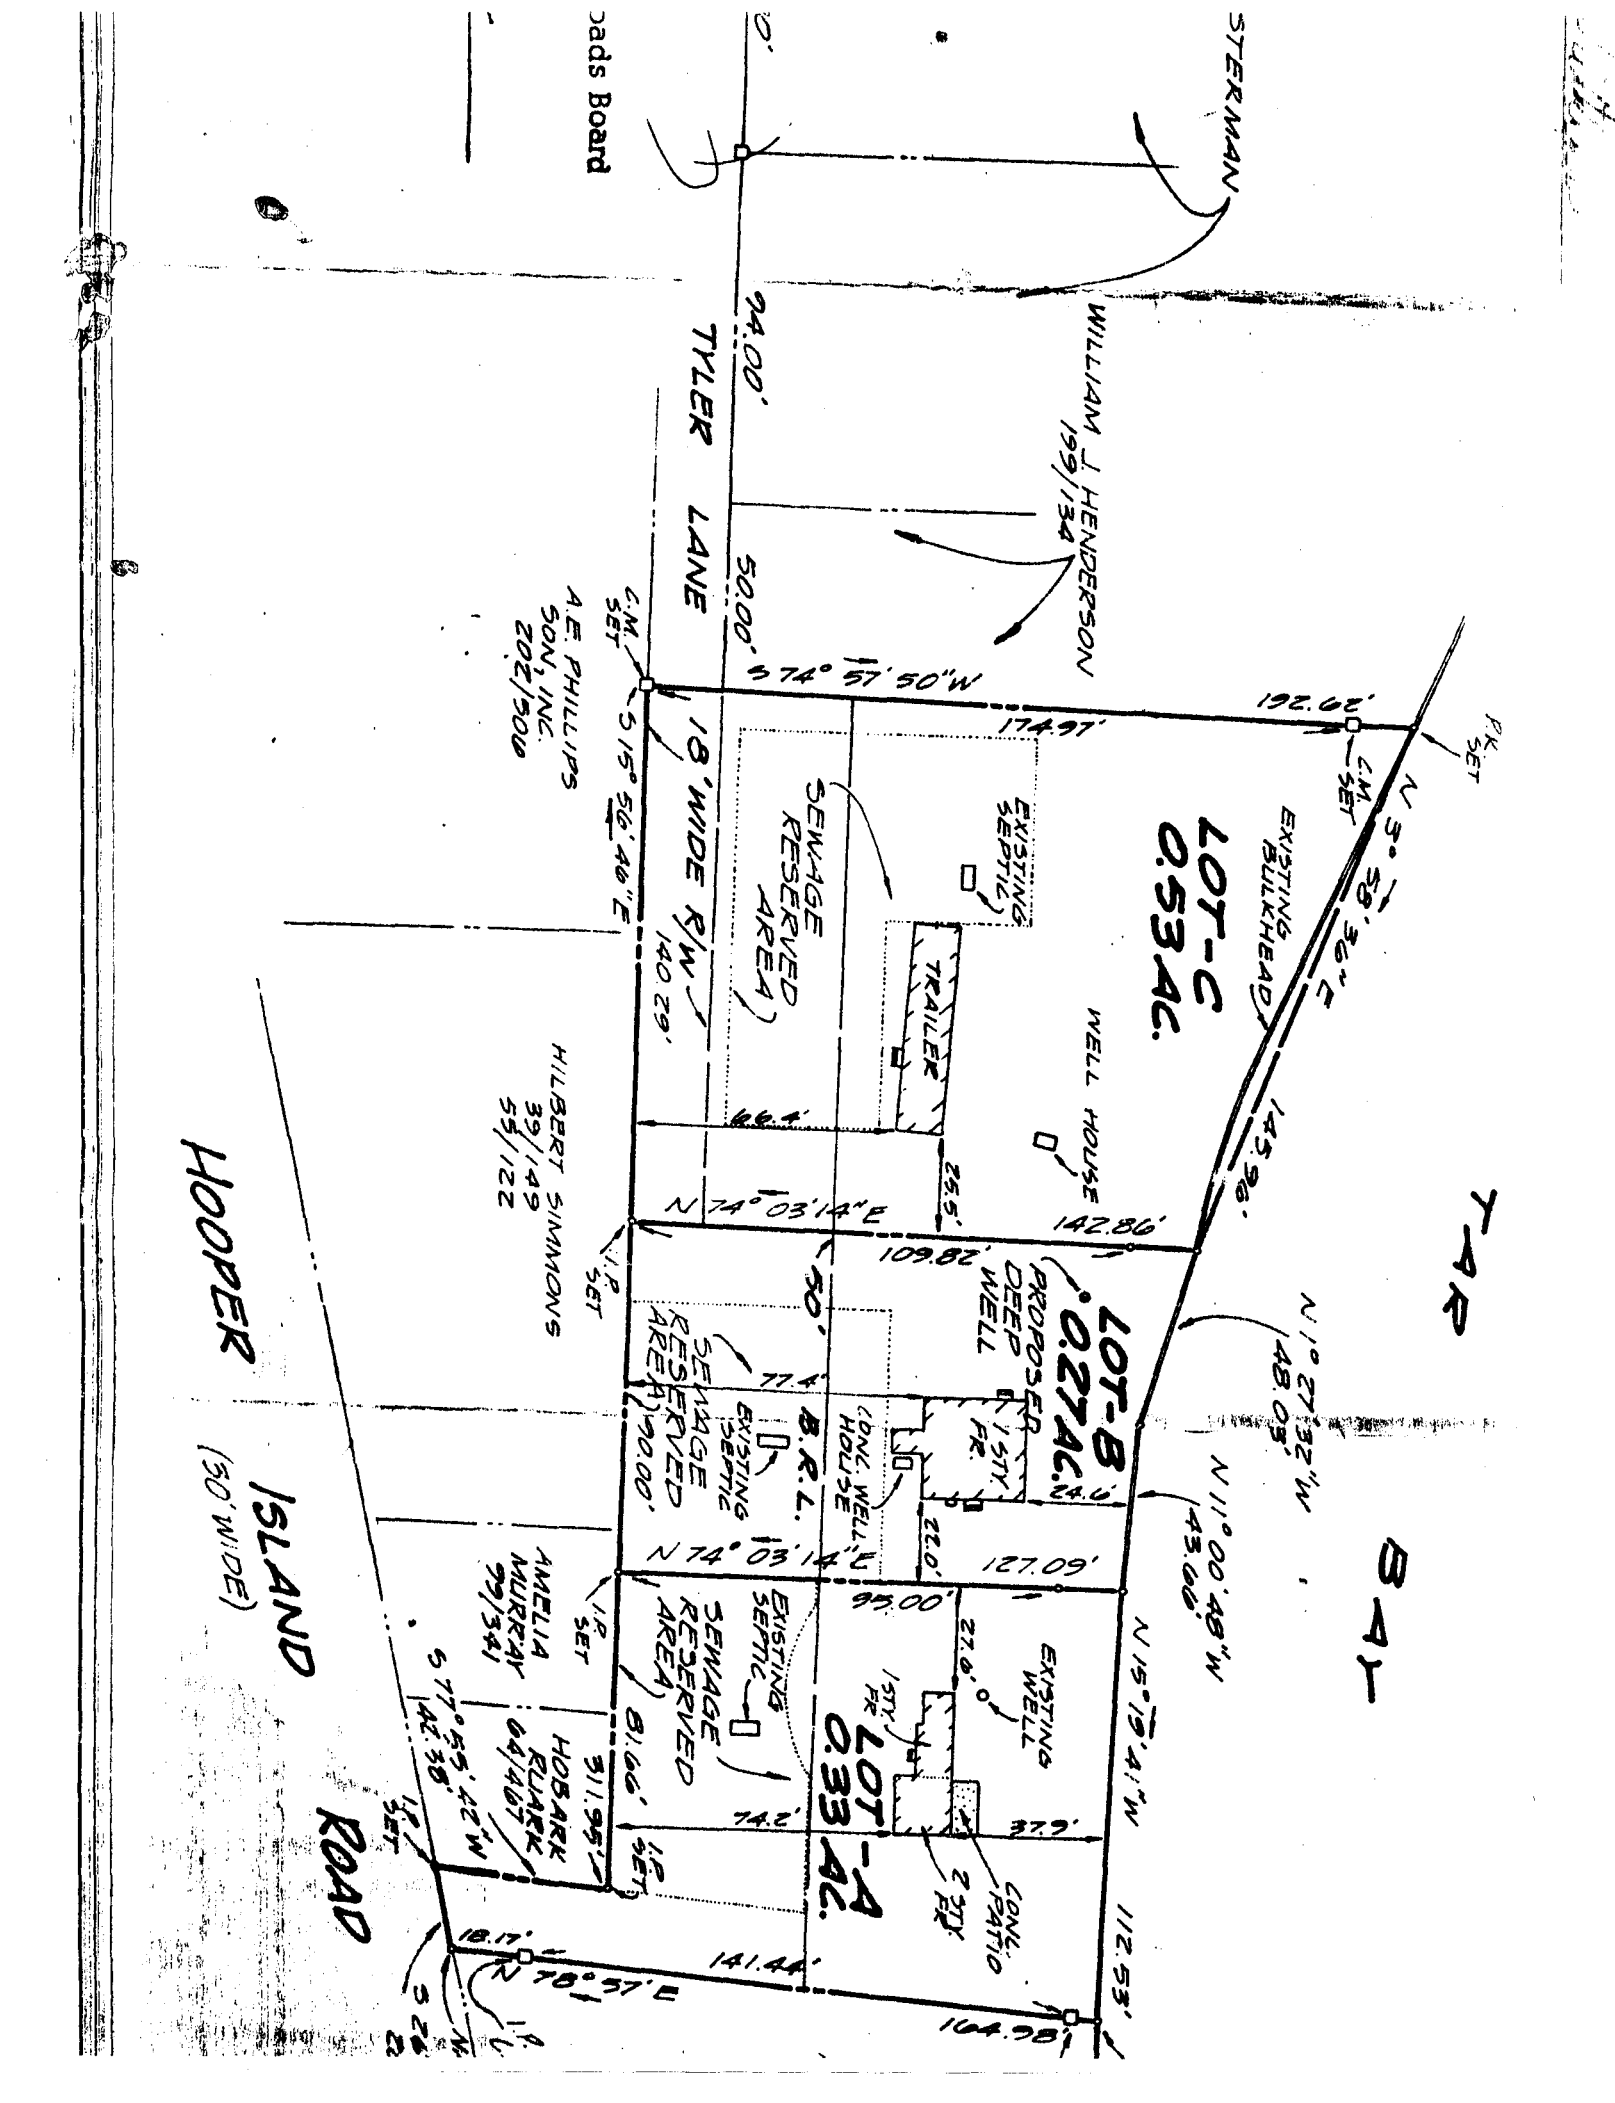 STERMAN
oads Board
0'
94.00'
TYLER LANE
50.00'
WILLIAM J. HENDERSON
199/134
C.M.
SET
A.E. PHILLIPS
SON, INC.
202/506
S 74° 57' 50" W
192.62'
174.97'
P.K.
SET
C.M.
SET
N 3° 58' 36" E
145.96'
EXISTING
BULKHEAD
LOT-C
0.53 AC.
S 15° 56' 46" E
140.29'
18' WIDE R/W
SEWAGE
RESERVED
AREA
EXISTING
SEPTIC
TRAILER
WELL HOUSE
66.4'
25.5'
N 74° 03' 14" E
142.86'
109.82'
TAR BAY
HILBERT SIMMONS
39/149
55/122
I.P.
SET
50'
B.R.L.
PROPOSED
DEEP
WELL
LOT-B
0.27 AC.
N 1° 27' 32" W
48.03'
N 11° 00' 48" W
43.66'
SEWAGE
RESERVED
AREA
77.4'
EXISTING
SEPTIC
CONC. WELL
HOUSE
1 STY.
FR.
24.6'
22.0'
90.00'
N 74° 03' 14" E
127.09'
95.00'
I.P.
SET
AMELIA
MURRAY
99/341
HOOPER ISLAND ROAD
(30' WIDE)
EXISTING
SEPTIC
SEWAGE
RESERVED
AREA
27.6'
EXISTING
WELL
1 STY.
FR.
LOT-A
0.33 AC.
N 15° 19' 41" W
112.53'
81.66'
311.95'
74.2'
37.9'
2 STY.
FR.
CONC.
PATIO
HOBARK
RUARK
64/467
S 77° 55' 42" W
42.38'
I.P.
SET
I.P.
SET
18.17'
141.44'
N 78° 57' E
164.98'
I.P.
S 26